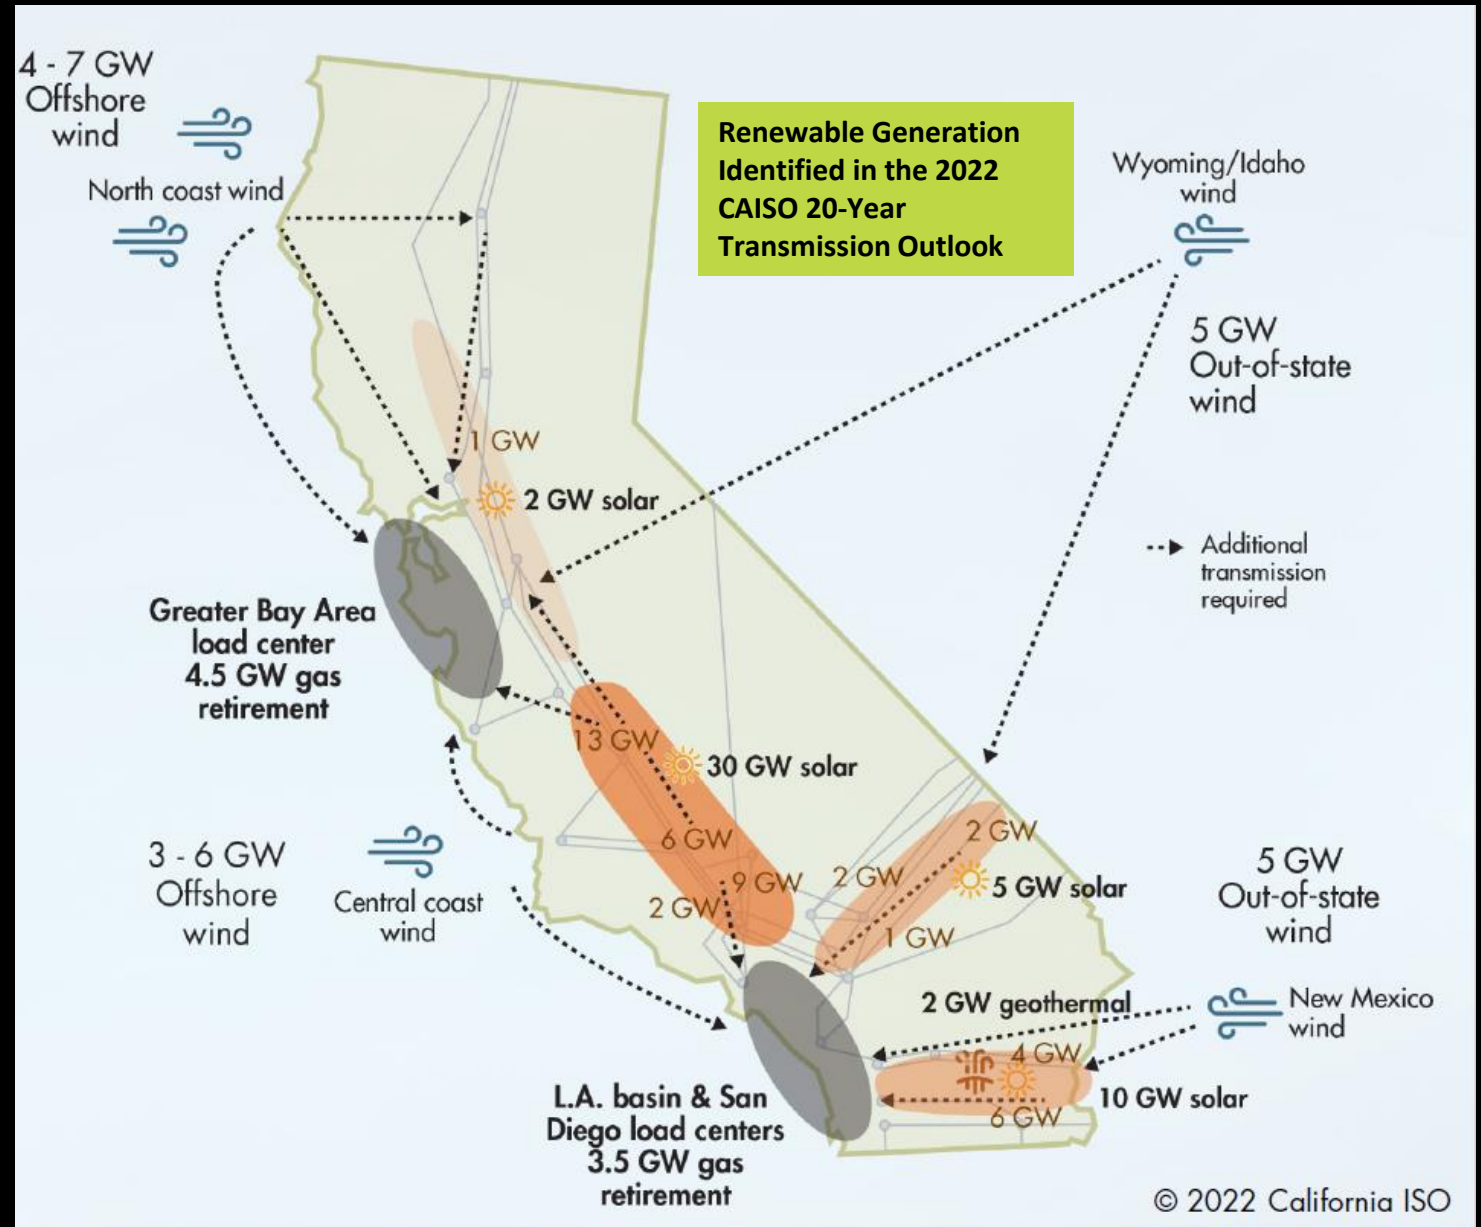 4 - 7 GW
Offshore
wind
North coast wind
Renewable Generation
Identified in the 2022
CAISO 20-Year
Transmission Outlook
Wyoming/Idaho
wind
5 GW
Out-of-state
wind
1 GW
2 GW solar
Additional
transmission
required
Greater Bay Area
load center
4.5 GW gas
retirement
13 GW
30 GW solar
6 GW
9 GW
2 GW
2 GW
2 GW
5 GW solar
1 GW
3 - 6 GW
Offshore
wind
Central coast
wind
5 GW
Out-of-state
wind
New Mexico
wind
2 GW geothermal
4 GW
10 GW solar
6 GW
L.A. basin & San
Diego load centers
3.5 GW gas
retirement
© 2022 California ISO